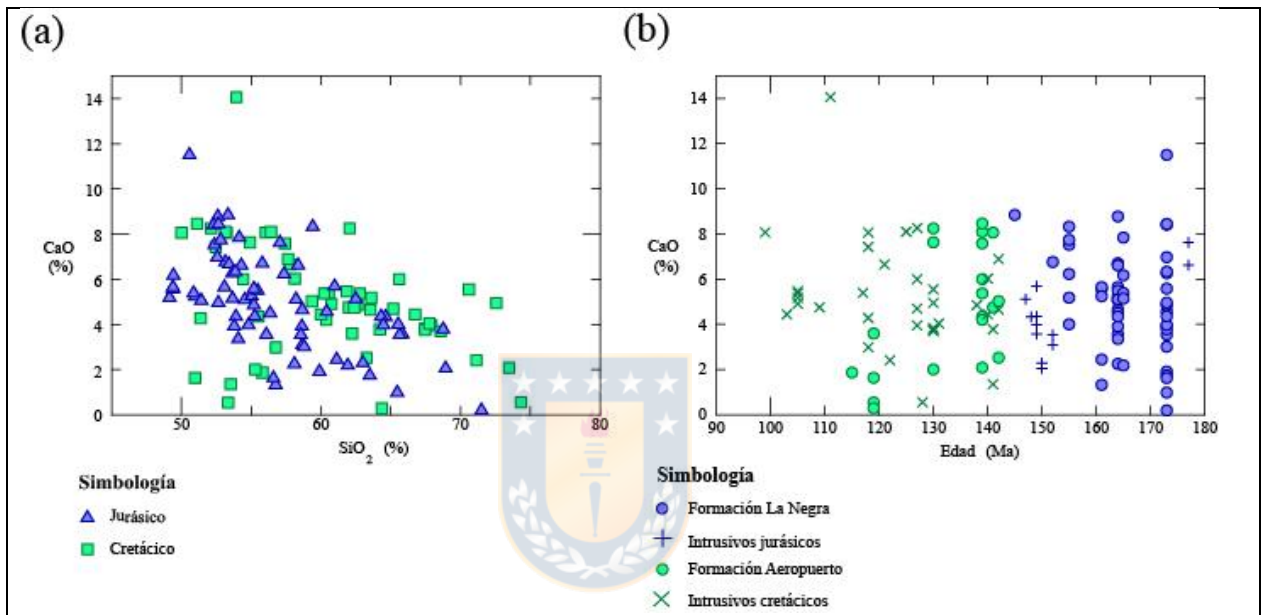 (a)
(b)
14
12
10
8
6
4
2
0
CaO
(%)
50
60
70
80
SiO2 (%)
Simbología
Jurásico
Cretácico
14
12
10
8
6
4
2
0
CaO
(%)
90
100
110
120
130
140
150
160
170
180
Edad (Ma)
Simbología
Formación La Negra
Intrusivos jurásicos
Formación Aeropuerto
Intrusivos cretácicos